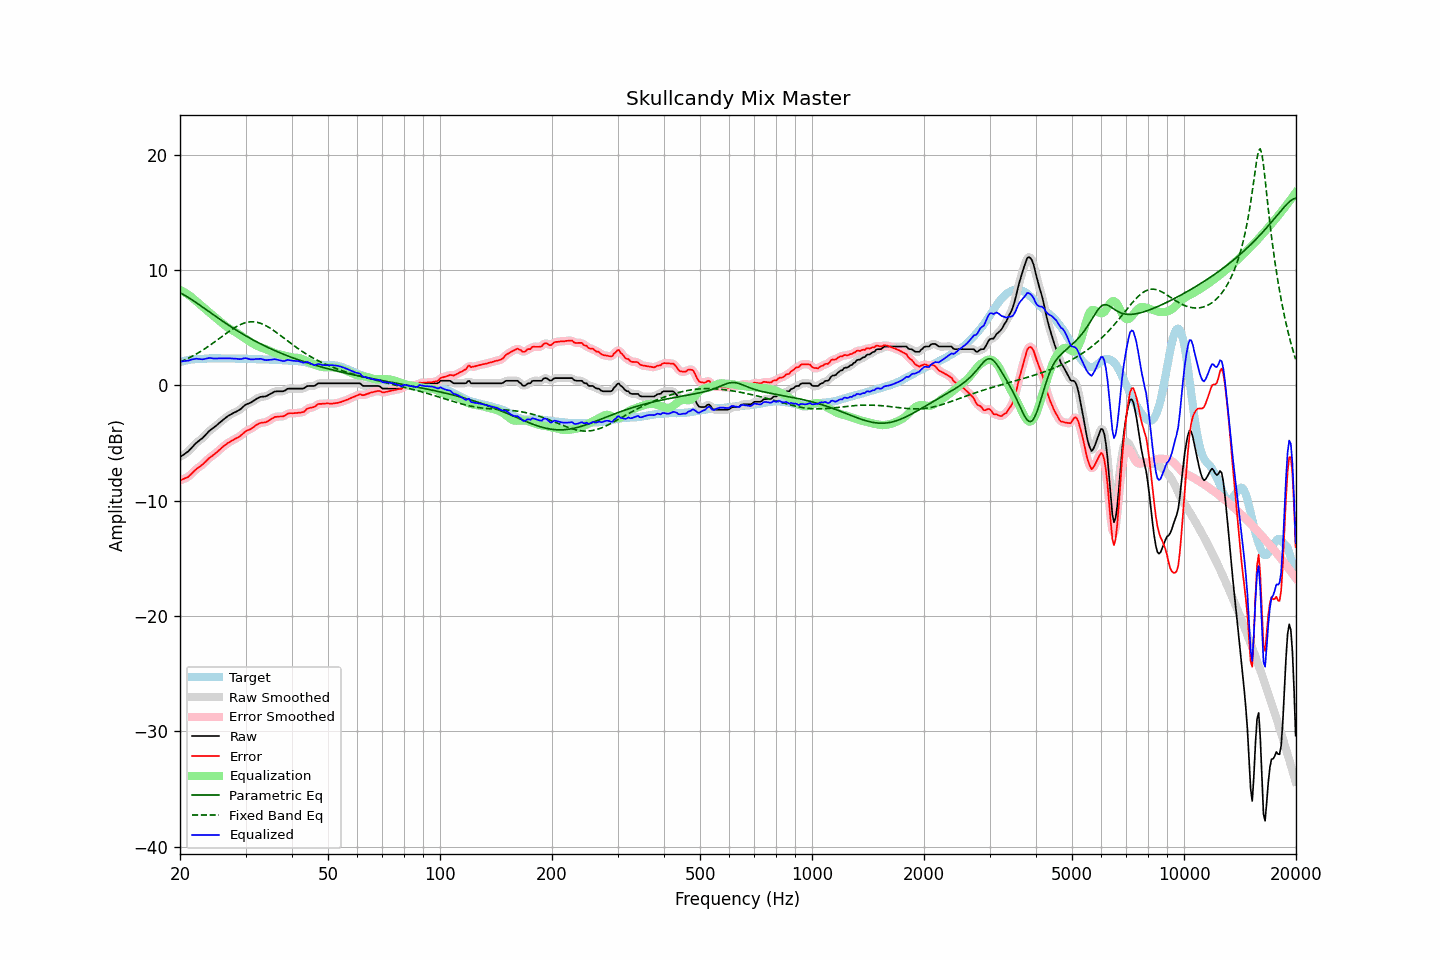 Skullcandy Mix Master
Amplitude (dBr)
20
10
0
−10
−20
−30
−40
Target
Raw Smoothed
Error Smoothed
Raw
Error
Equalization
Parametric Eq
Fixed Band Eq
Equalized
20 50 100 200 500 1000 2000 5000 10000 20000
Frequency (Hz)